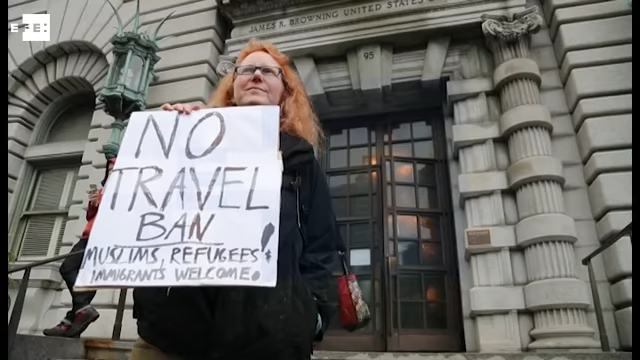 EFE:
JAMES R. BROWNING UNITED STATES
95
NO
TRAVEL
BAN!
MUSLIMS, REFUGEES &
IMMIGRANTS WELCOME.